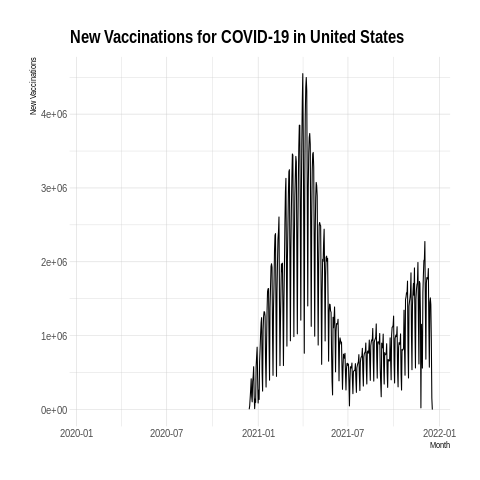 New Vaccinations for COVID-19 in United States
New Vaccinations
4e+06
3e+06
2e+06
1e+06
0e+00
2020-01 2020-07 2021-01 2021-07 2022-01
Month